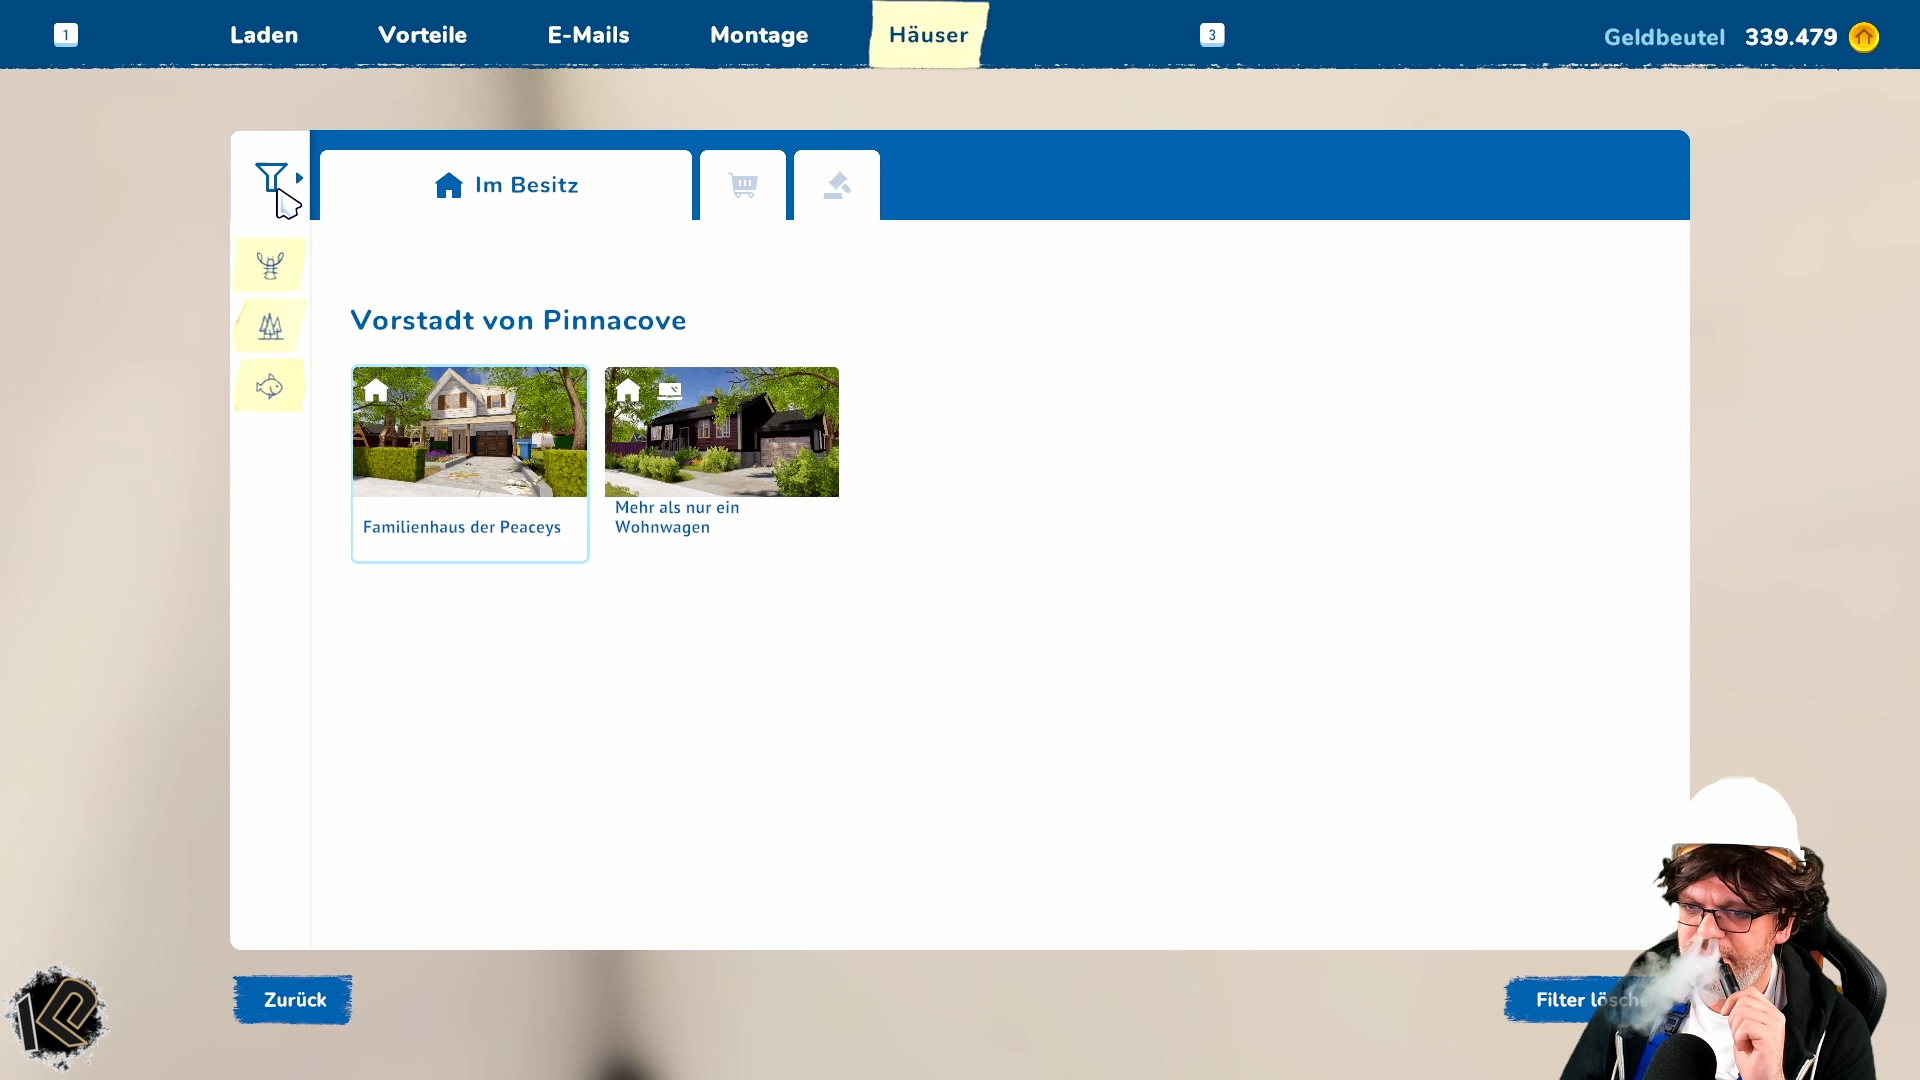 1
Laden
Vorteile
E-Mails
Montage
Häuser
3
Geldbeutel 339.479
Im Besitz
Vorstadt von Pinnacove
Familienhaus der Peaceys
Mehr als nur ein
Wohnwagen
Zurück
Filter lösche